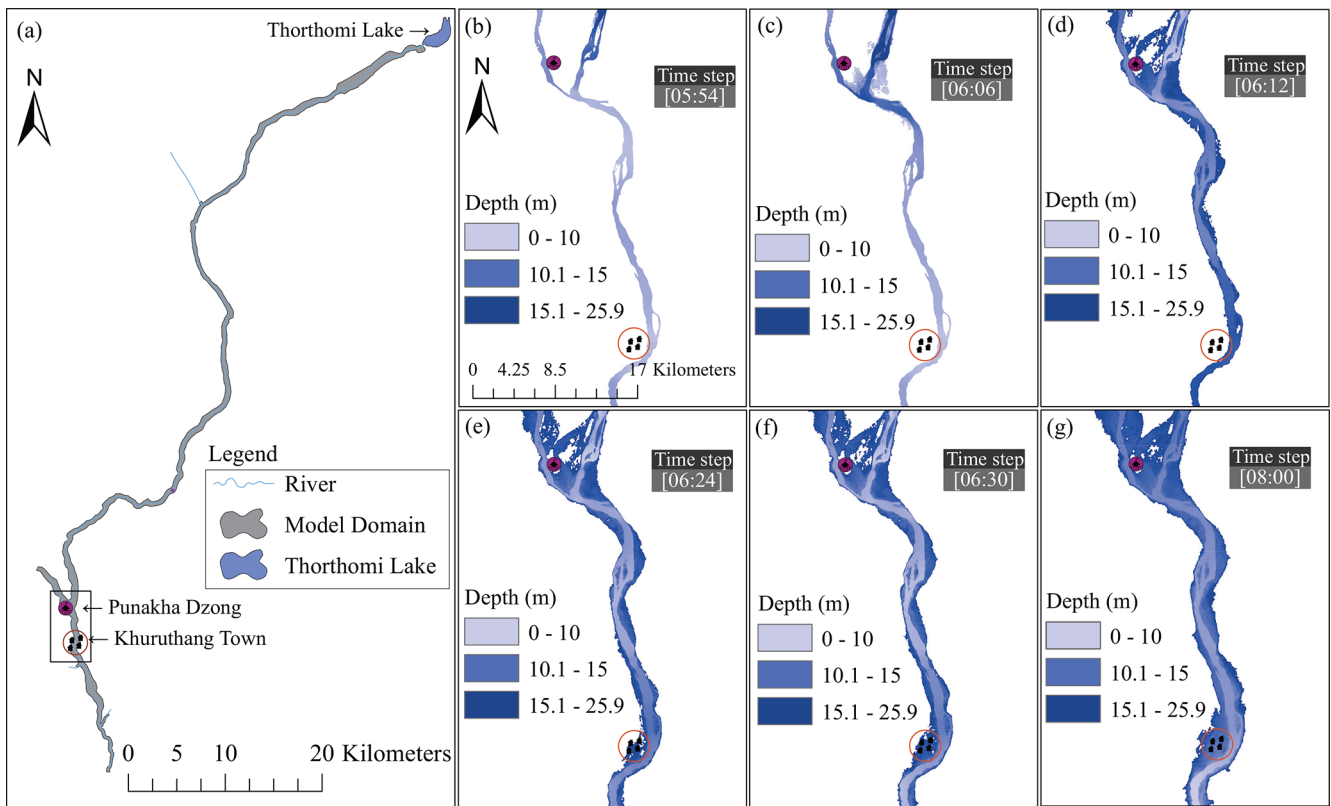 (a)
Thorthomi Lake →
N
Legend
River
Model Domain
Thorthomi Lake
← Punakha Dzong
← Khuruthang Town
0 5 10 20 Kilometers
(b)
N
Time step
[05:54]
Depth (m)
0 - 10
10.1 - 15
15.1 - 25.9
0 4.25 8.5 17 Kilometers
(c)
Time step
[06:06]
Depth (m)
0 - 10
10.1 - 15
15.1 - 25.9
(d)
Time step
[06:12]
Depth (m)
0 - 10
10.1 - 15
15.1 - 25.9
(e)
Time step
[06:24]
Depth (m)
0 - 10
10.1 - 15
15.1 - 25.9
(f)
Time step
[06:30]
Depth (m)
0 - 10
10.1 - 15
15.1 - 25.9
(g)
Time step
[08:00]
Depth (m)
0 - 10
10.1 - 15
15.1 - 25.9